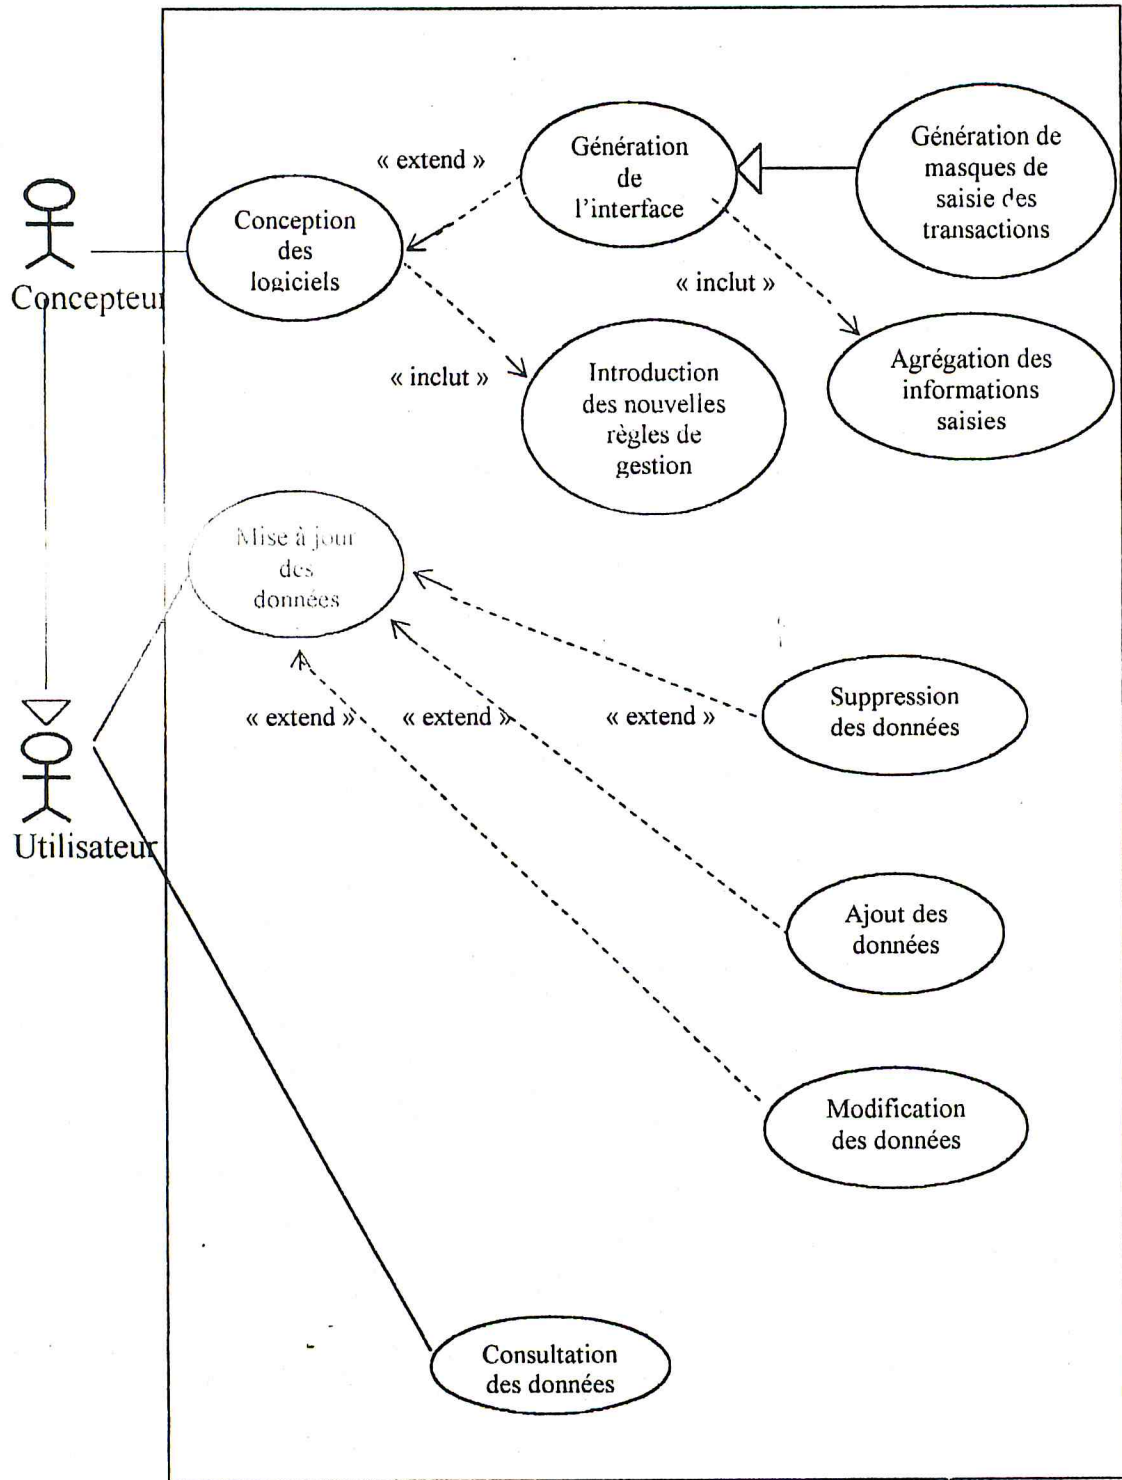 Génération de
masques de
saisie des
transactions
Génération
de
l'interface
« extend »
Conception
des
logiciels
Concepteur
« inclut »
« inclut »
Introduction
des nouvelles
règles de
gestion
Agrégation des
informations
saisies
Mise à jour
des
données
« extend »
« extend »
« extend »
Suppression
des données
Utilisateur
Ajout des
données
Modification
des données
Consultation
des données